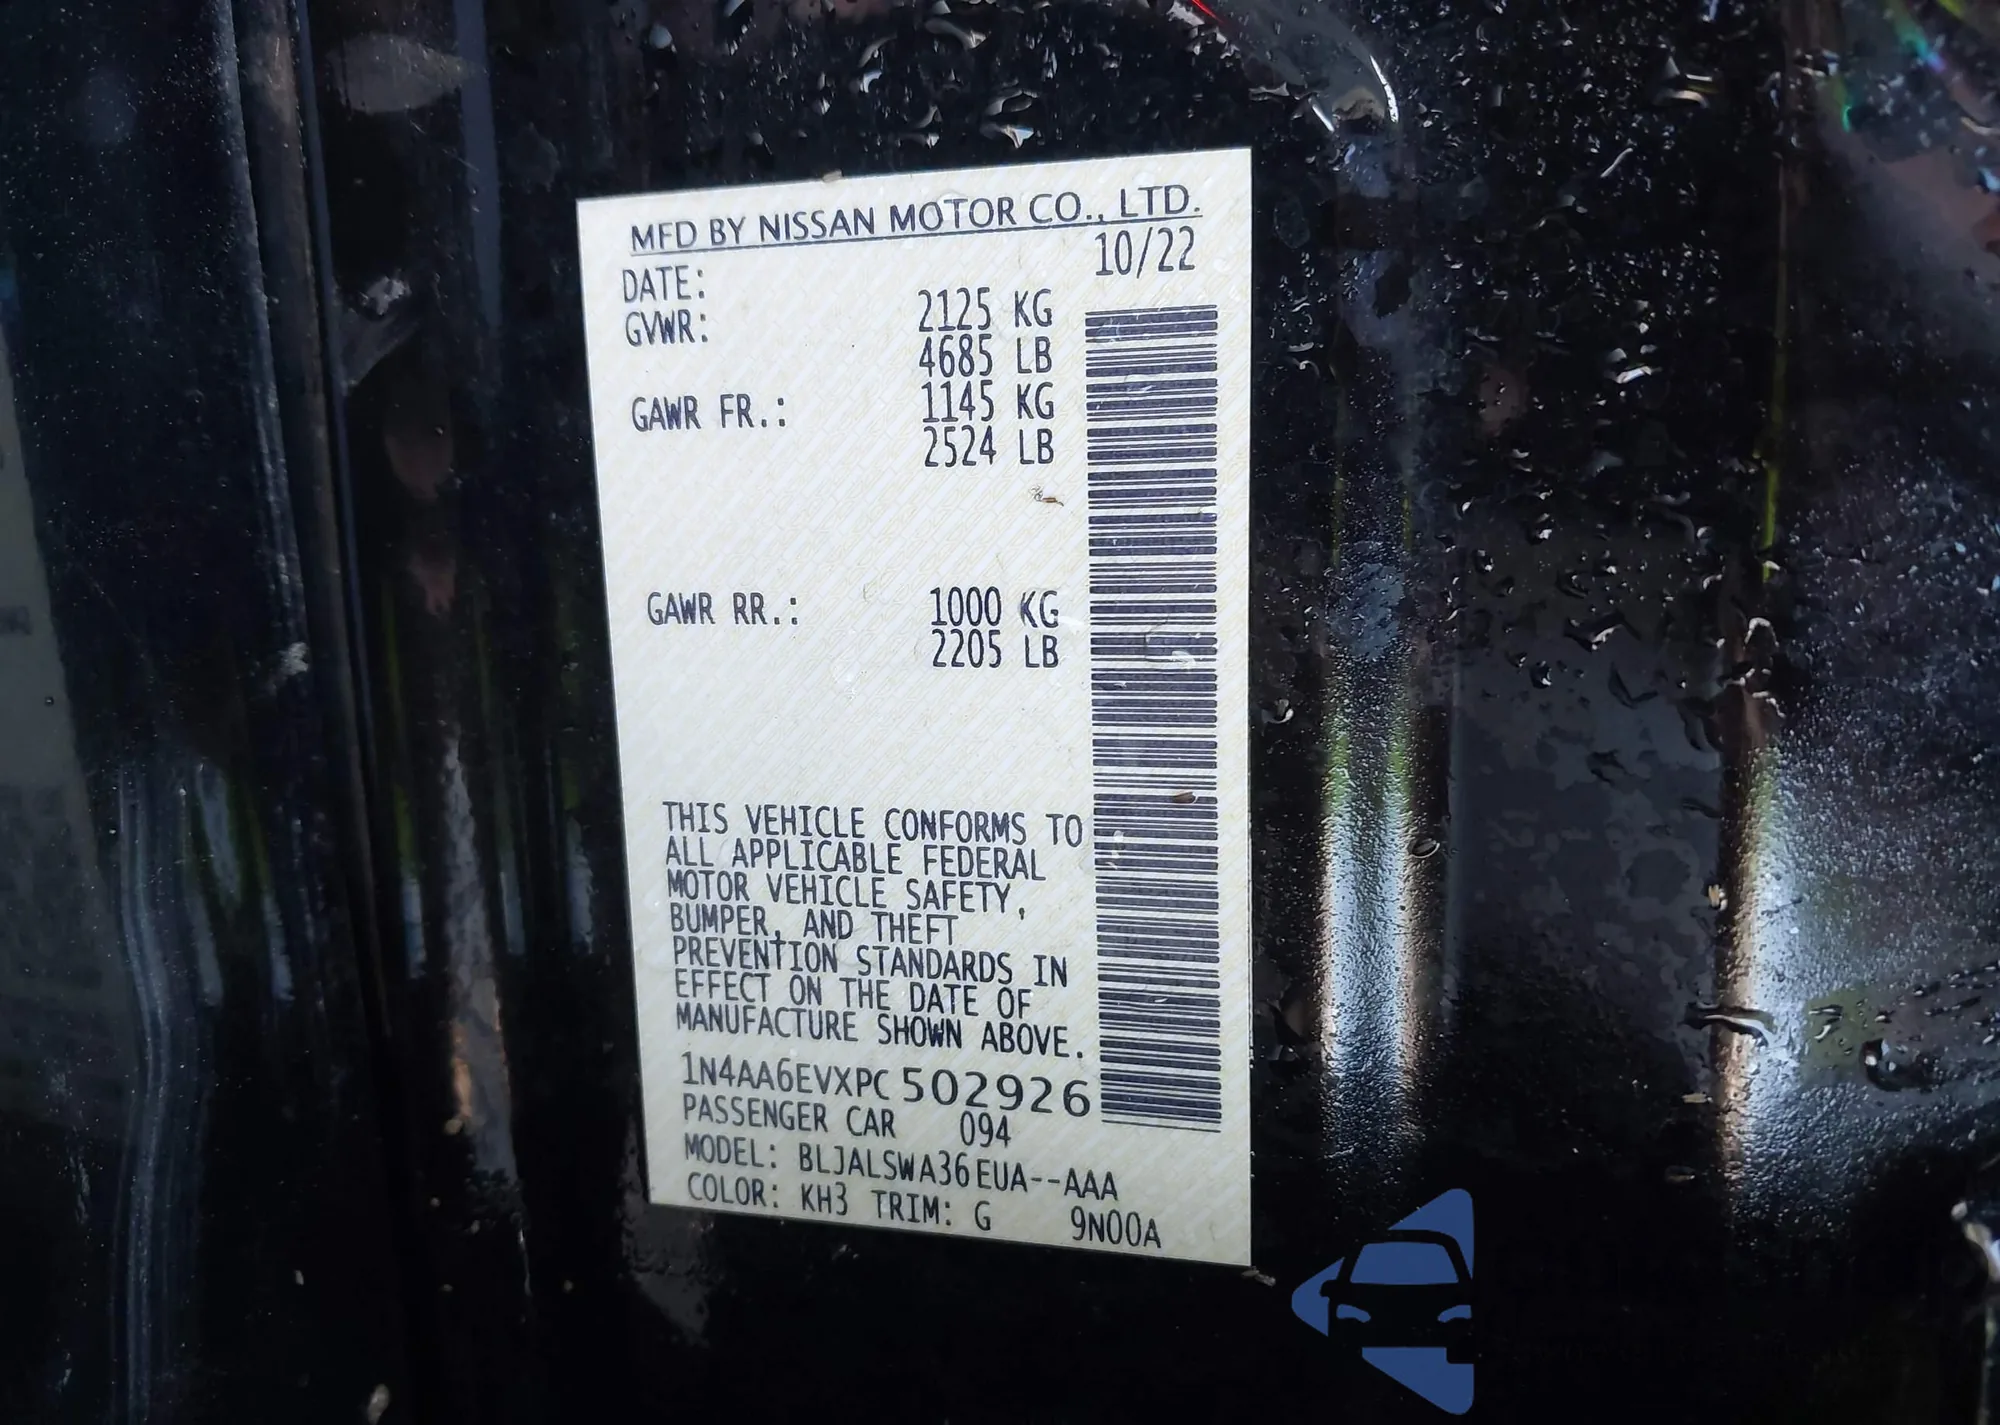 MFD BY NISSAN MOTOR CO., LTD.
DATE: 10/22
GVWR: 2125 KG
4685 LB
GAWR FR.: 1145 KG
2524 LB
GAWR RR.: 1000 KG
2205 LB
THIS VEHICLE CONFORMS TO
ALL APPLICABLE FEDERAL
MOTOR VEHICLE SAFETY,
BUMPER, AND THEFT
PREVENTION STANDARDS IN
EFFECT ON THE DATE OF
MANUFACTURE SHOWN ABOVE.
1N4AA6EVXPC502926
PASSENGER CAR 094
MODEL: BLJALSWA36EUA--AAA
COLOR: KH3 TRIM: G 9N00A